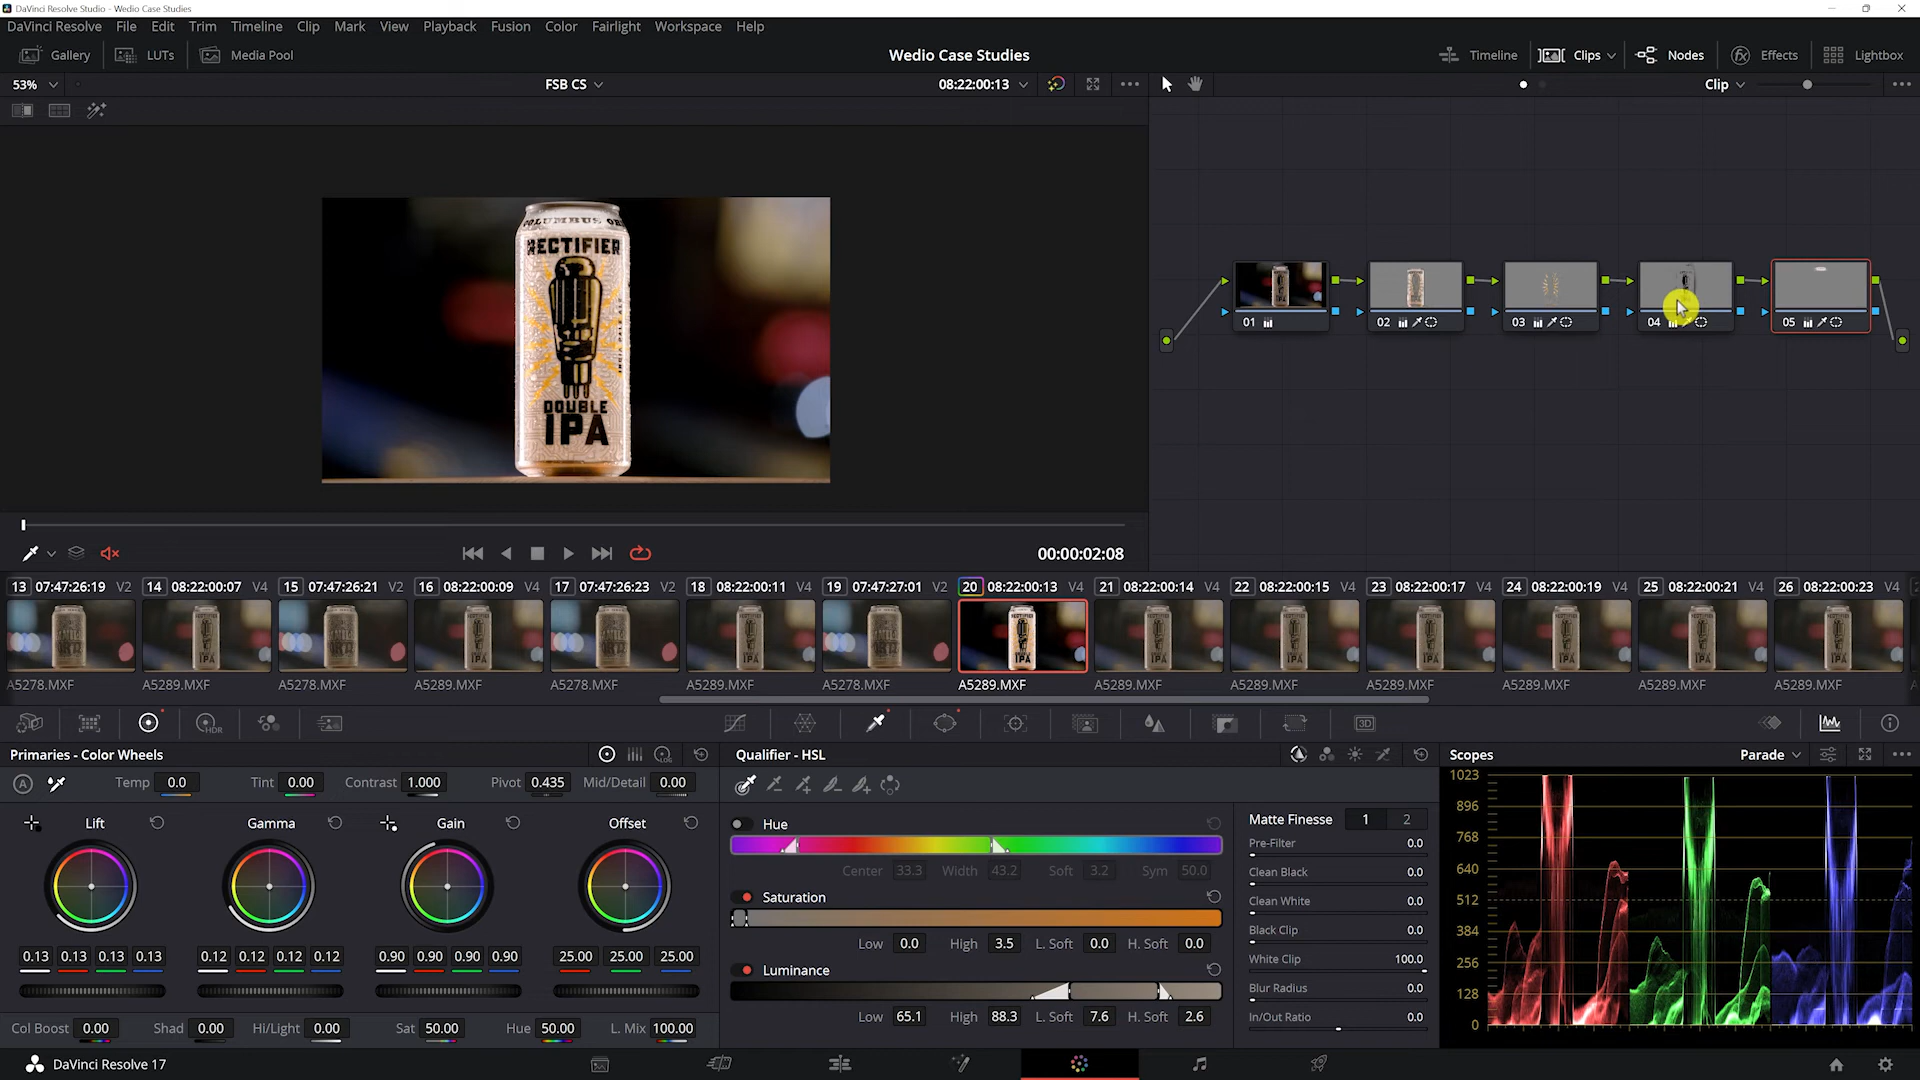 DaVinci Resolve Studio - Wedio Case Studies
DaVinci Resolve File Edit Trim Timeline Clip Mark View Playback Fusion Color Fairlight Workspace Help
Gallery LUTs Media Pool Wedio Case Studies Timeline Clips Nodes Effects Lightbox
53% FSB CS 08:22:00:13 Clip
COLUMBUS
RECTIFIER
DOUBLE
IPA
01 02 03 04 05
00:00:02:08
13 07:47:26:19 V2 14 08:22:00:07 V4 15 07:47:26:21 V2 16 08:22:00:09 V4 17 07:47:26:23 V2 18 08:22:00:11 V4 19 07:47:27:01 V2 20 08:22:00:13 V4 21 08:22:00:14 V4 22 08:22:00:15 V4 23 08:22:00:17 V4 24 08:22:00:19 V4 25 08:22:00:21 V4 26 08:22:00:23 V4
A5278.MXF A5289.MXF A5278.MXF A5289.MXF A5278.MXF A5289.MXF A5278.MXF A5289.MXF A5289.MXF A5289.MXF A5289.MXF A5289.MXF A5289.MXF A5289.MXF
HDR LOG 3D
Primaries - Color Wheels Qualifier - HSL Scopes Parade
A Temp 0.0 Tint 0.00 Contrast 1.000 Pivot 0.435 Mid/Detail 0.00
Lift Gamma Gain Offset
0.13 0.13 0.13 0.13 0.12 0.12 0.12 0.12 0.90 0.90 0.90 0.90 25.00 25.00 25.00
Col Boost 0.00 Shad 0.00 Hi/Light 0.00 Sat 50.00 Hue 50.00 L. Mix 100.00
Hue
Center 33.3 Width 43.2 Soft 3.2 Sym 50.0
Saturation
Low 0.0 High 3.5 L. Soft 0.0 H. Soft 0.0
Luminance
Low 65.1 High 88.3 L. Soft 7.6 H. Soft 2.6
Matte Finesse 1 2
Pre-Filter 0.0
Clean Black 0.0
Clean White 0.0
Black Clip 0.0
White Clip 100.0
Blur Radius 0.0
In/Out Ratio 0.0
1023
896
768
640
512
384
256
128
0
DaVinci Resolve 17